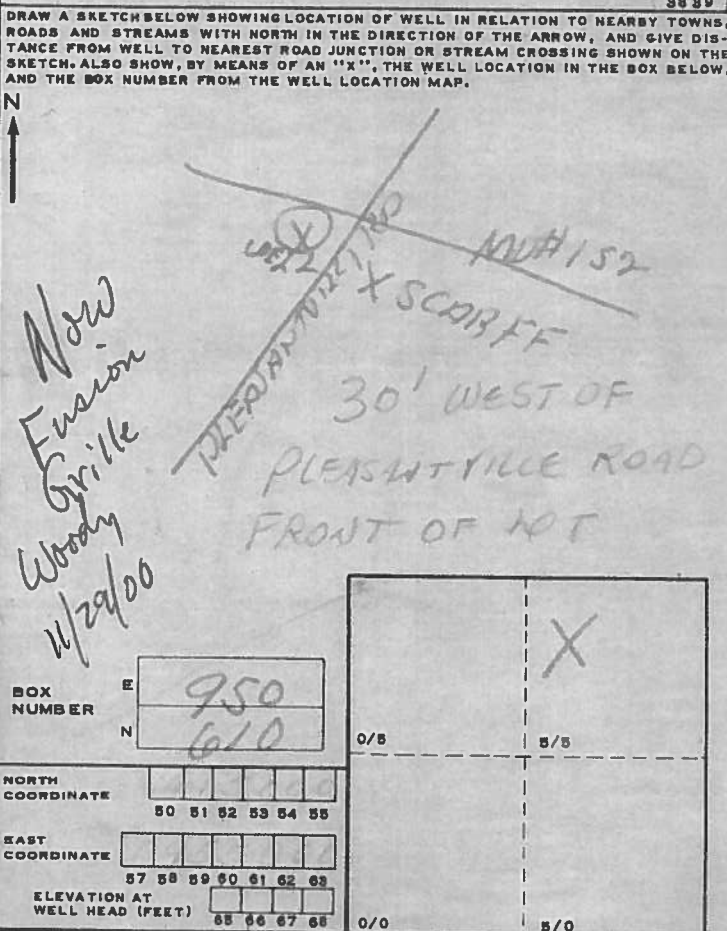 DRAW A SKETCH BELOW SHOWING LOCATION OF WELL IN RELATION TO NEARBY TOWNS,
ROADS AND STREAMS WITH NORTH IN THE DIRECTION OF THE ARROW, AND GIVE DIS-
TANCE FROM WELL TO NEAREST ROAD JUNCTION OR STREAM CROSSING SHOWN ON THE
SKETCH. ALSO SHOW, BY MEANS OF AN "X", THE WELL LOCATION IN THE BOX BELOW,
AND THE BOX NUMBER FROM THE WELL LOCATION MAP.
N
X
MD#152
X SCARFF
30' WEST OF
PLEASANTVILLE ROAD
FRONT OF LOT
Now
Fusion
Grille
Woody
11/29/00
X
BOX
NUMBER
E
950
N
610
0/5
5/5
NORTH
COORDINATE
50 51 52 53 54 55
EAST
COORDINATE
57 58 59 60 61 62 63
ELEVATION AT
WELL HEAD (FEET)
65 66 67 68
0/0
5/0